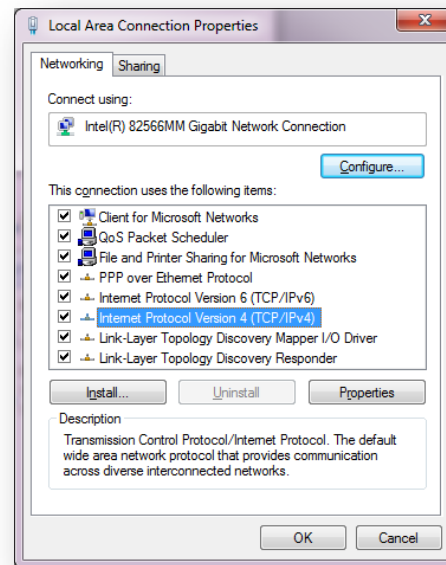 Local Area Connection Properties
Networking
Sharing
Connect using:
Intel(R) 82566MM Gigabit Network Connection
Configure...
This connection uses the following items:
Client for Microsoft Networks
QoS Packet Scheduler
File and Printer Sharing for Microsoft Networks
PPP over Ethernet Protocol
Internet Protocol Version 6 (TCP/IPv6)
Internet Protocol Version 4 (TCP/IPv4)
Link-Layer Topology Discovery Mapper I/O Driver
Link-Layer Topology Discovery Responder
Install...
Uninstall
Properties
Description
Transmission Control Protocol/Internet Protocol. The default
wide area network protocol that provides communication
across diverse interconnected networks.
OK
Cancel